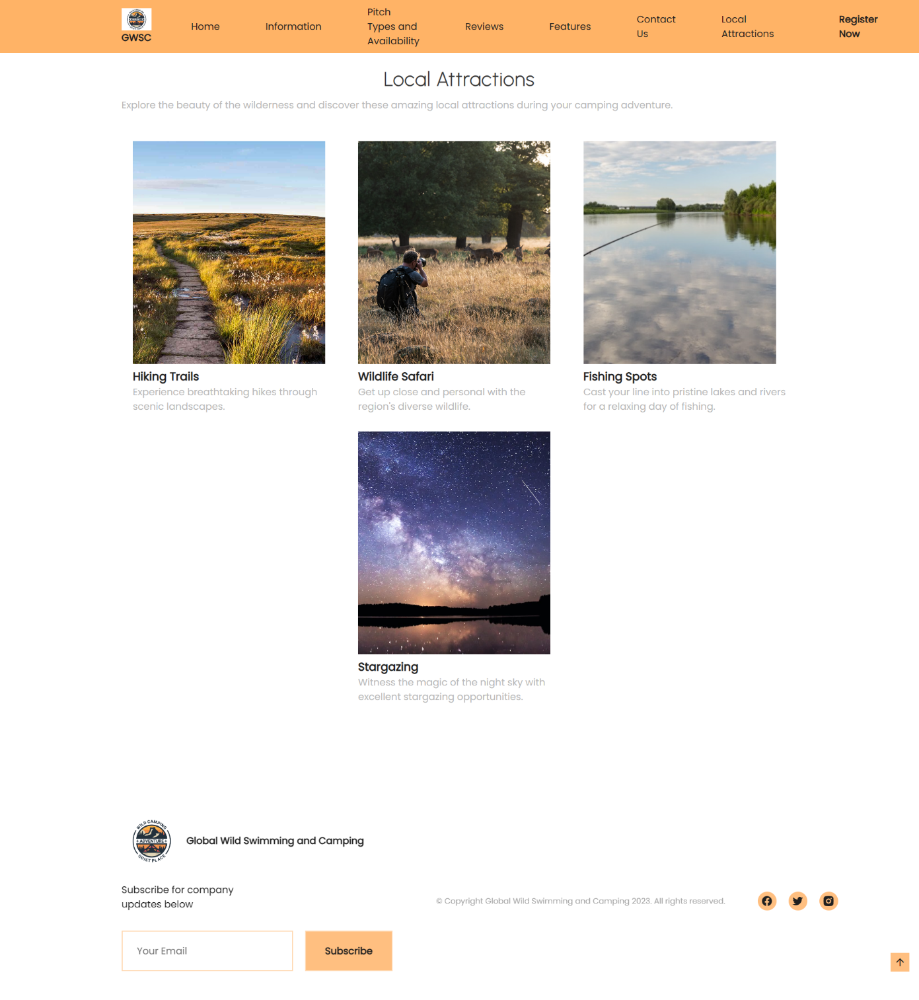 GWSC
Home
Information
Pitch
Types and
Availability
Reviews
Features
Contact
Us
Local
Attractions
Register
Now
Local Attractions
Explore the beauty of the wilderness and discover these amazing local attractions during your camping adventure.
Hiking Trails
Experience breathtaking hikes through
scenic landscapes.
Wildlife Safari
Get up close and personal with the
region's diverse wildlife.
Fishing Spots
Cast your line into pristine lakes and rivers
for a relaxing day of fishing.
Stargazing
Witness the magic of the night sky with
excellent stargazing opportunities.
WILD CAMPING
ADVENTURE
QUIET PLACE
Global Wild Swimming and Camping
Subscribe for company
updates below
© Copyright Global Wild Swimming and Camping 2023. All rights reserved.
Your Email
Subscribe